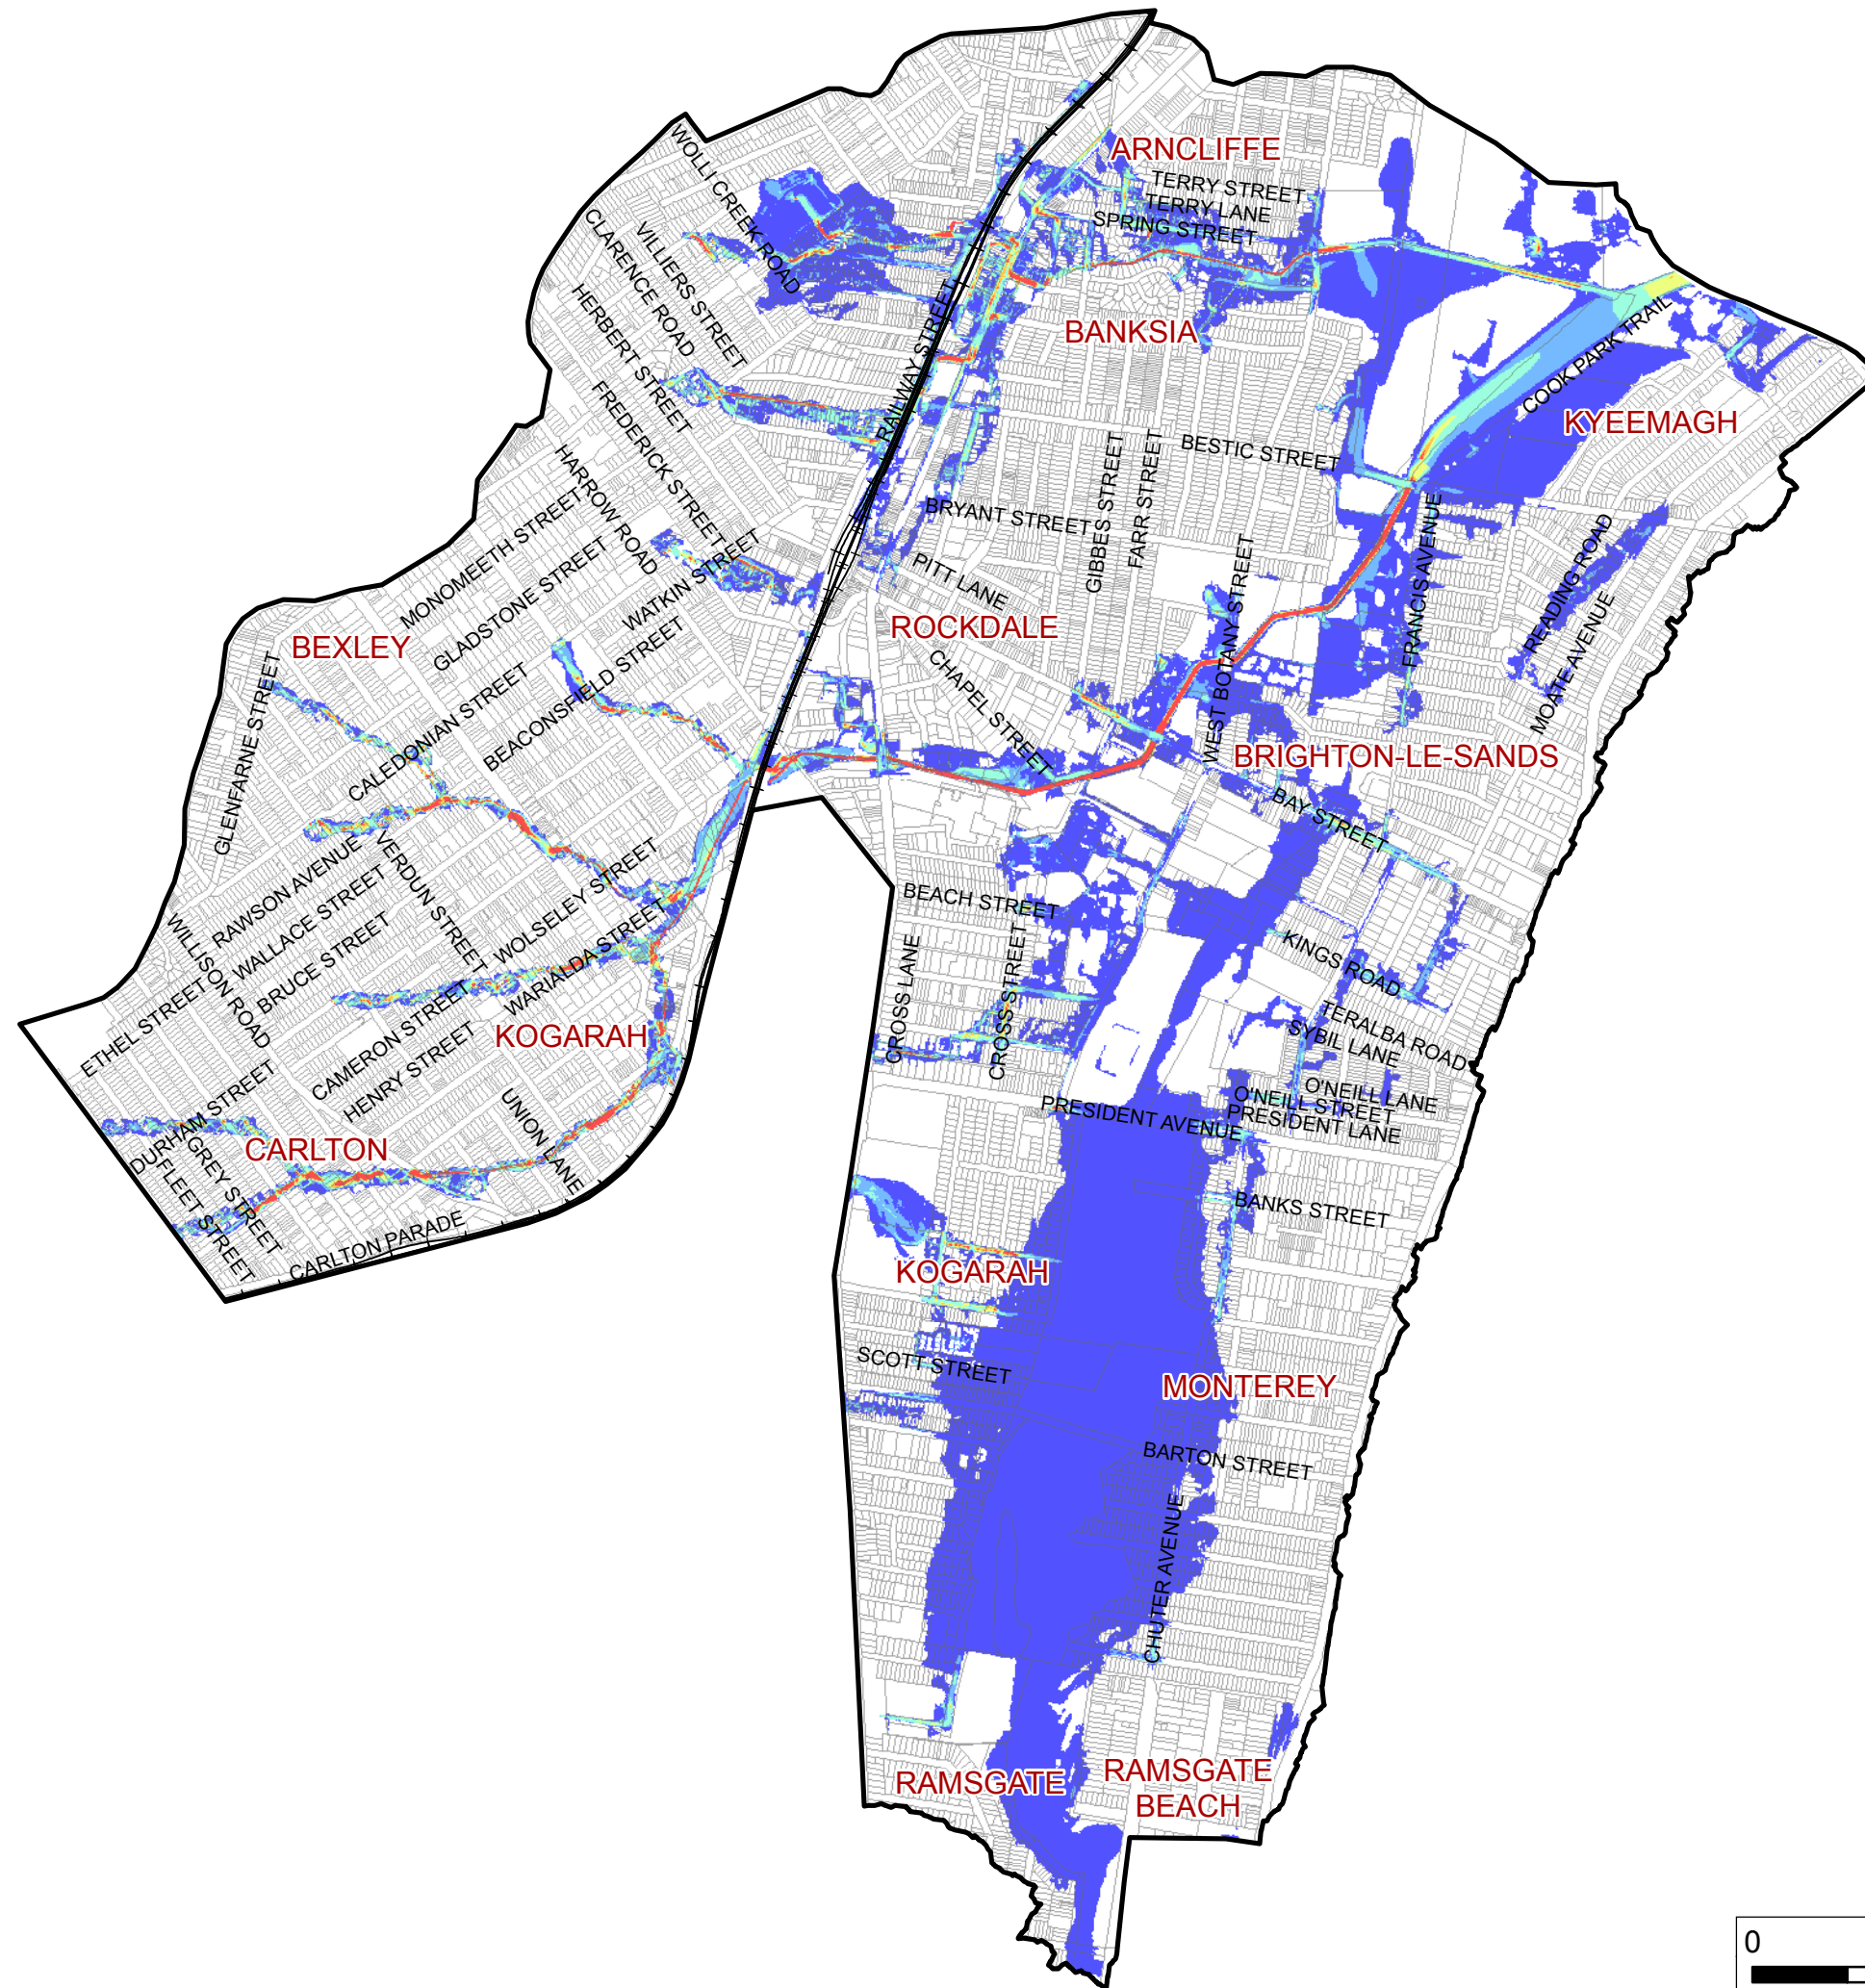 ARNCLIFFE
TERRY STREET
TERRY LANE
SPRING STREET
WOLLI CREEK ROAD
VILLIERS STREET
CLARENCE ROAD
HERBERT STREET
FREDERICK STREET
HARROW ROAD
RAILWAY STREET
BANKSIA
COOK PARK TRAIL
KYEEMAGH
BESTIC STREET
GIBBES STREET
FARR STREET
BRYANT STREET
PITT LANE
FRANCIS AVENUE
READING ROAD
MOATE AVENUE
WEST BOTANY STREET
MONOMEETH STREET
GLADSTONE STREET
WATKIN STREET
BEXLEY
ROCKDALE
CHAPEL STREET
BEACONSFIELD STREET
CALEDONIAN STREET
GLENFARNE STREET
BRIGHTON-LE-SANDS
BAY STREET
RAWSON AVENUE
VERDUN STREET
WALLACE STREET
BRUCE STREET
WOLSELEY STREET
WARIALDA STREET
WILLISON ROAD
ETHEL STREET
CAMERON STREET
HENRY STREET
KOGARAH
BEACH STREET
CROSS LANE
CROSS STREET
KINGS ROAD
TERALBA ROAD
SYBIL LANE
O'NEILL LANE
O'NEILL STREET
PRESIDENT LANE
PRESIDENT AVENUE
DURHAM STREET
GREY STREET
FLEET STREET
CARLTON
UNION LANE
CARLTON PARADE
BANKS STREET
KOGARAH
SCOTT STREET
MONTEREY
BARTON STREET
CHUTER AVENUE
RAMSGATE
RAMSGATE
BEACH
0